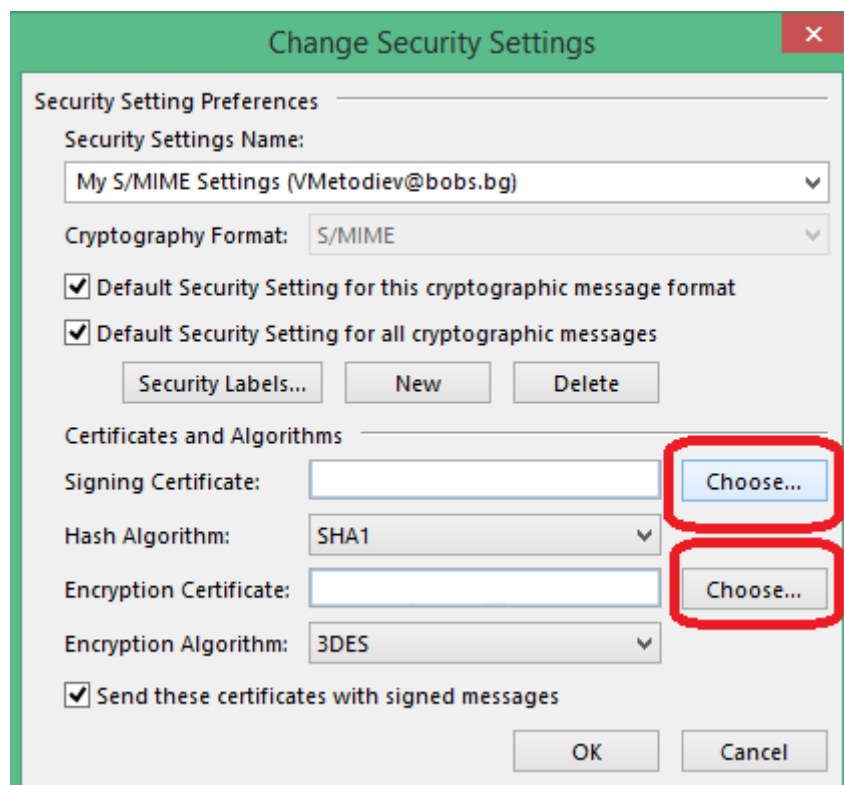 Change Security Settings
Security Setting Preferences
Security Settings Name:
My S/MIME Settings (VMetodiev@bobs.bg)
Cryptography Format: S/MIME
Default Security Setting for this cryptographic message format
Default Security Setting for all cryptographic messages
Security Labels... New Delete
Certificates and Algorithms
Signing Certificate: Choose...
Hash Algorithm: SHA1
Encryption Certificate: Choose...
Encryption Algorithm: 3DES
Send these certificates with signed messages
OK Cancel